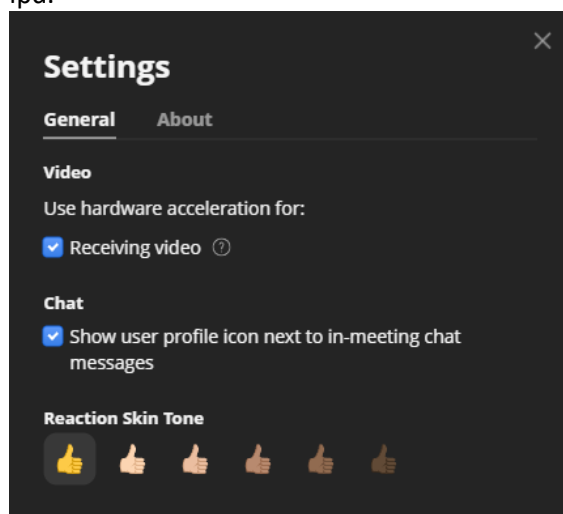 Settings
General About
Video
Use hardware acceleration for:
Receiving video ?
Chat
Show user profile icon next to in-meeting chat
messages
Reaction Skin Tone